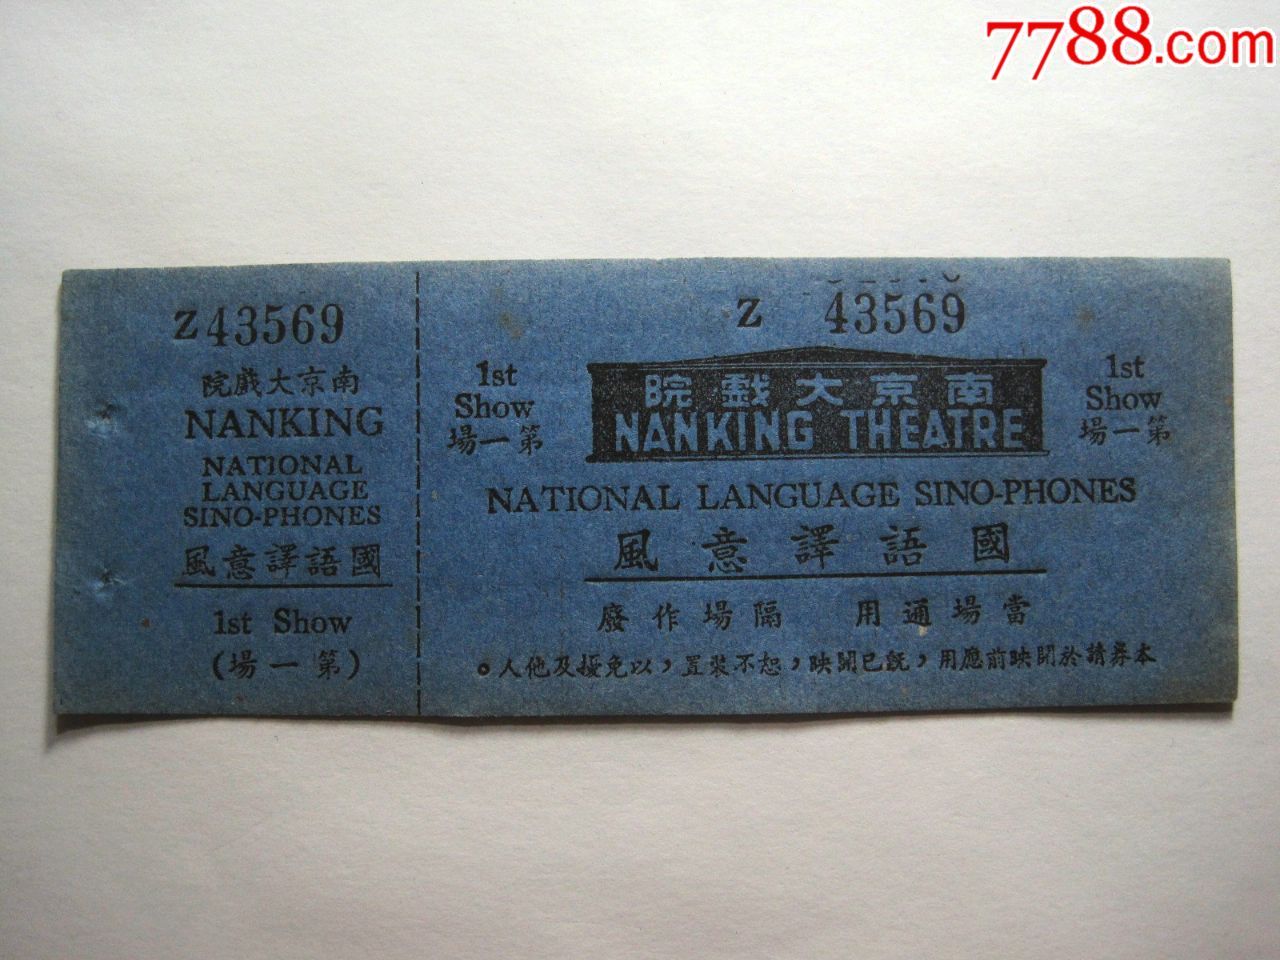 7788.com
Z43569
院戲大京南
NANKING
NATIONAL
LANGUAGE
SINO-PHONES
風意譯語國
1st Show
(場一第)
Z 43569
1st
Show
場一第
院戲大京南
NANKING THEATRE
1st
Show
場一第
NATIONAL LANGUAGE SINO-PHONES
風意譯語國
廢作場隔 用通場當
。人他及擾免以，置裝不恕，映開已旣，用應前映開於請券本